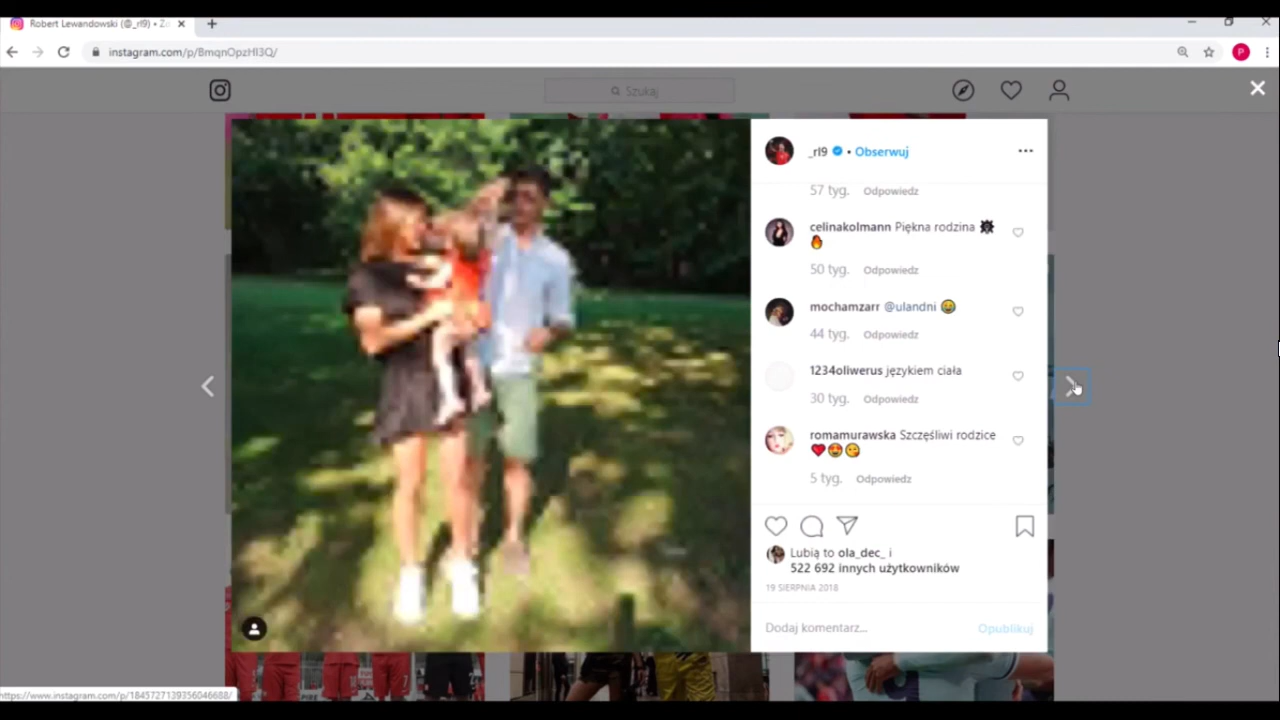 Robert Lewandowski (@_rl9) • Z
instagram.com/p/BmqnOpzHl3Q/
P
Szukaj
_rl9 • Obserwuj
57 tyg. Odpowiedz
celinakolmann Piękna rodzina
50 tyg. Odpowiedz
mochamzarr @ulandni
44 tyg. Odpowiedz
1234oliwerus językiem ciała
30 tyg. Odpowiedz
romamurawska Szczęśliwi rodzice
❤😍😋
5 tyg. Odpowiedz
Lubią to ola_dec_ i
522 692 innych użytkowników
19 SIERPNIA 2018
Dodaj komentarz... Opublikuj
https://www.instagram.com/p/1845727139356046688/